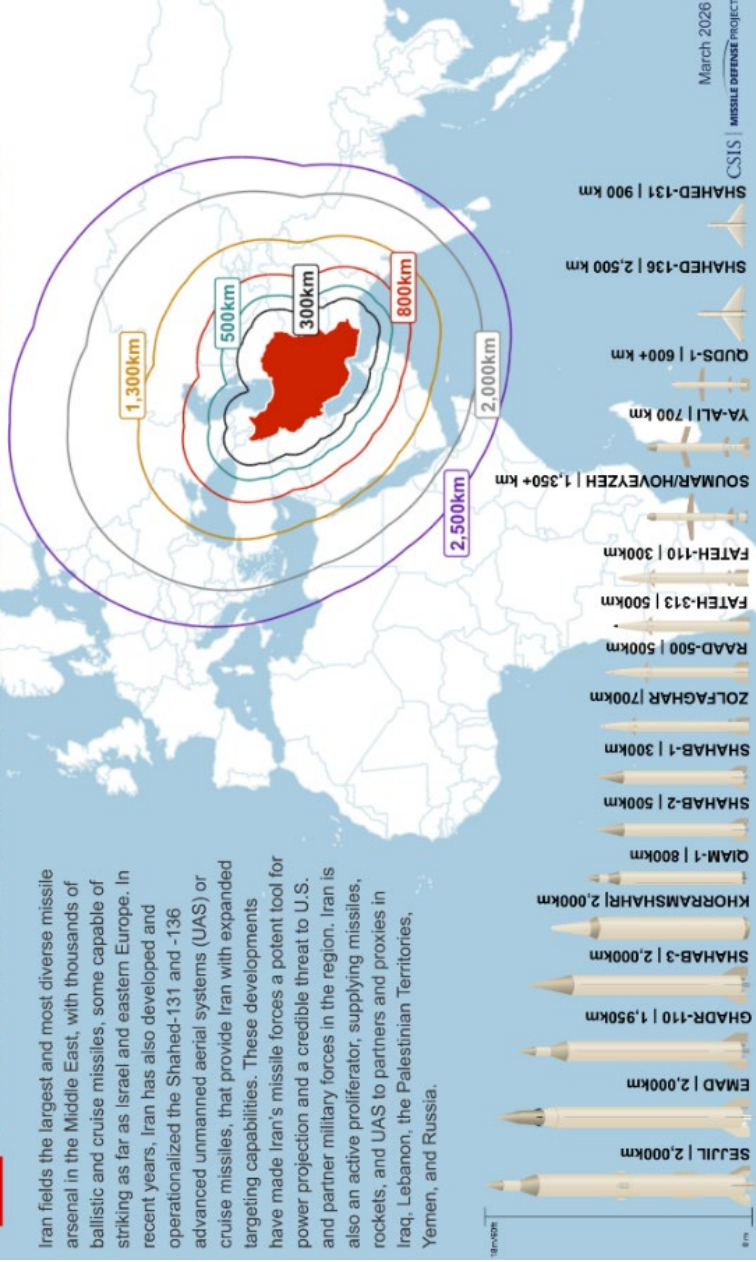 Iran fields the largest and most diverse missile
arsenal in the Middle East, with thousands of
ballistic and cruise missiles, some capable of
striking as far as Israel and eastern Europe. In
recent years, Iran has also developed and
operationalized the Shahed-131 and -136
advanced unmanned aerial systems (UAS) or
cruise missiles, that provide Iran with expanded
targeting capabilities. These developments
have made Iran's missile forces a potent tool for
power projection and a credible threat to U.S.
and partner military forces in the region. Iran is
also an active proliferator, supplying missiles,
rockets, and UAS to partners and proxies in
Iraq, Lebanon, the Palestinian Territories,
Yemen, and Russia.
1,300km
500km
300km
800km
2,000km
2,500km
18m/60ft
0 m
SEJJIL | 2,000km
EMAD | 2,000km
GHADR-110 | 1,950km
SHAHAB-3 | 2,000km
KHORRAMSHAHR| 2,000km
QIAM-1 | 800km
SHAHAB-2 | 500km
SHAHAB-1 | 300km
ZOLFAGHAR |700km
RAAD-500 | 500km
FATEH-313 | 500km
FATEH-110 | 300km
SOUMAR/HOVEYZEH | 1,350+ km
YA-ALI | 700 km
QUDS-1 | 600+ km
SHAHED-136 | 2,500 km
SHAHED-131 | 900 km
March 2026
CSIS | MISSILE DEFENSE PROJECT